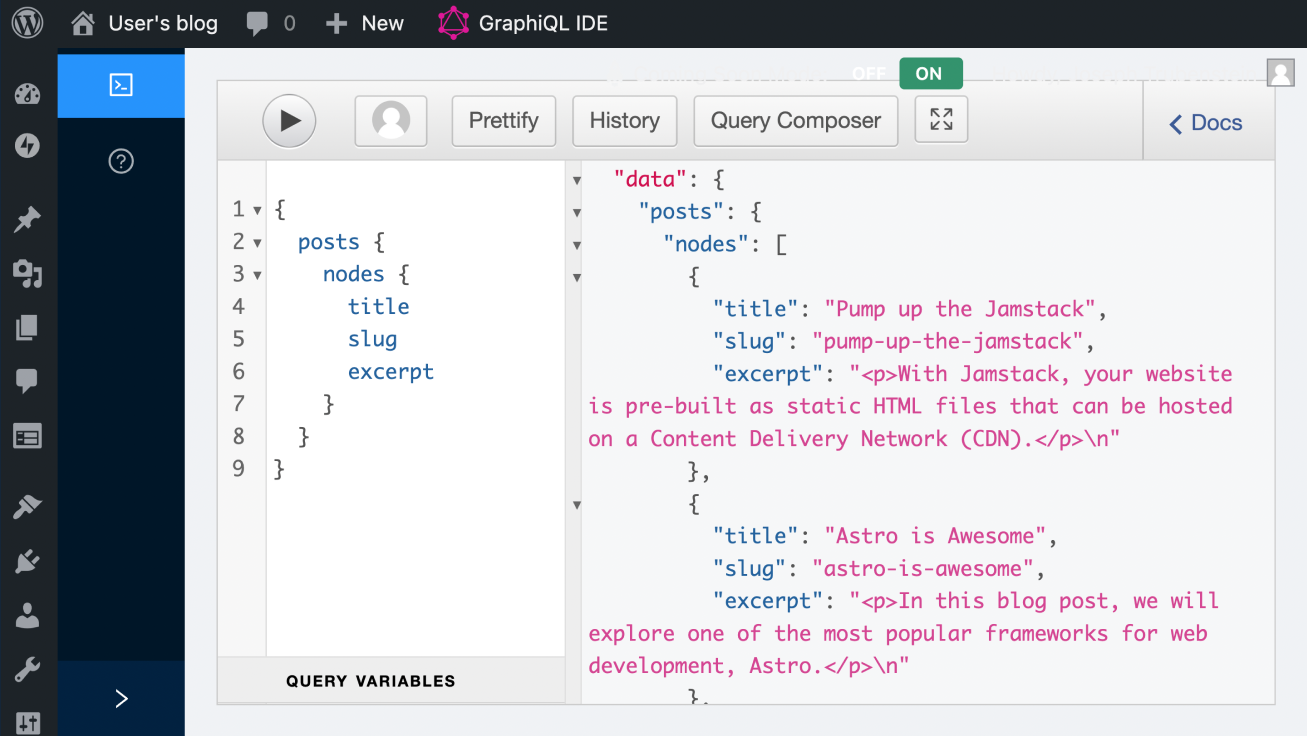 User's blog 0 New GraphiQL IDE
OFF ON
Prettify History Query Composer Docs
1 {
2 posts {
3 nodes {
4 title
5 slug
6 excerpt
7 }
8 }
9 }
QUERY VARIABLES
"data": {
"posts": {
"nodes": [
{
"title": "Pump up the Jamstack",
"slug": "pump-up-the-jamstack",
"excerpt": "<p>With Jamstack, your website
is pre-built as static HTML files that can be hosted
on a Content Delivery Network (CDN).</p>\n"
},
{
"title": "Astro is Awesome",
"slug": "astro-is-awesome",
"excerpt": "<p>In this blog post, we will
explore one of the most popular frameworks for web
development, Astro.</p>\n"
},